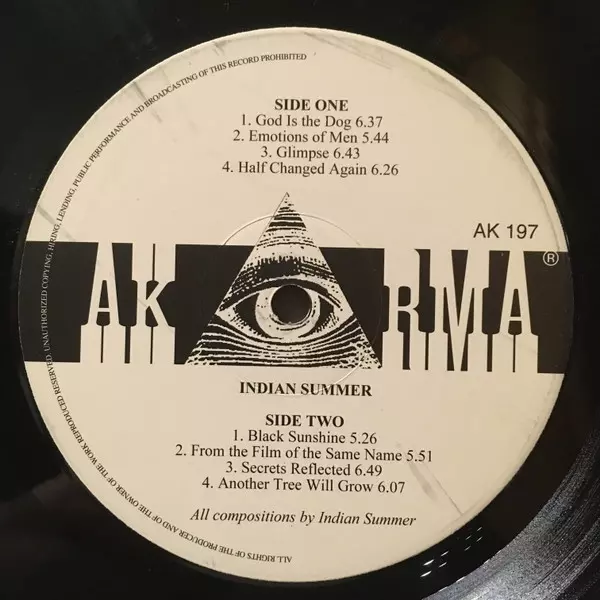 UNAUTHORIZED COPYING, HIRING, LENDING, PUBLIC PERFORMANCE AND BROADCASTING OF THIS RECORD PROHIBITED
SIDE ONE
1. God Is the Dog 6.37
2. Emotions of Men 5.44
3. Glimpse 6.43
4. Half Changed Again 6.26
AK 197
AK RMA ®
INDIAN SUMMER
SIDE TWO
1. Black Sunshine 5.26
2. From the Film of the Same Name 5.51
3. Secrets Reflected 6.49
4. Another Tree Will Grow 6.07
All compositions by Indian Summer
ALL RIGHTS OF THE PRODUCER AND OF THE OWNER OF THE WORK REPRODUCED RESERVED.